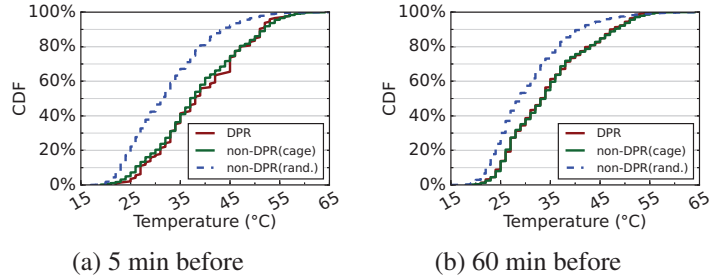 100%
80%
60%
40%
20%
0%
CDF
DPR
non-DPR(cage)
non-DPR(rand.)
15 25 35 45 55 65
Temperature (°C)
(a) 5 min before
100%
80%
60%
40%
20%
0%
CDF
DPR
non-DPR(cage)
non-DPR(rand.)
15 25 35 45 55 65
Temperature (°C)
(b) 60 min before